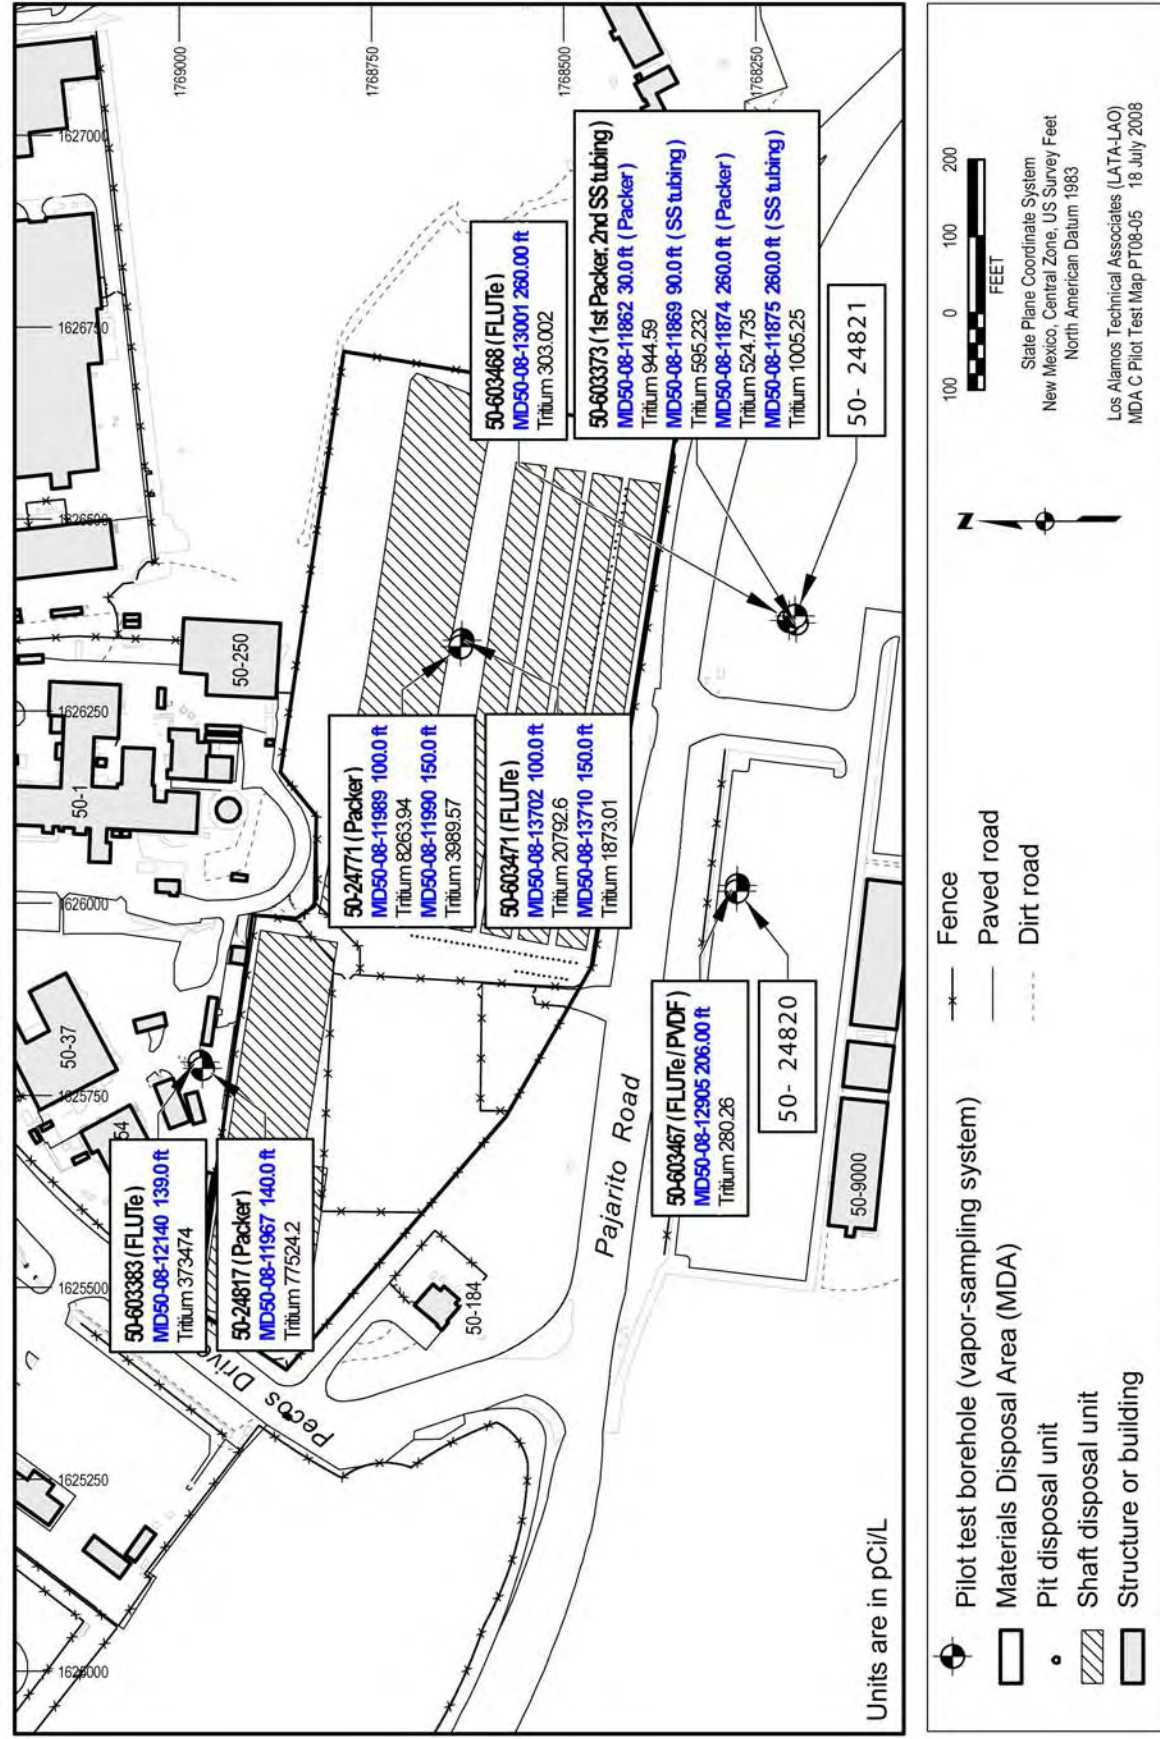 1769000
1768750
1768500
1768250
1627000
1626750
1626500
1626250
1626000
1625750
1625500
1625250
1625000
50-250
50-1
50-37
54
50-184
50-9000
Pecos Drive
Pajarito Road
50-603468 (FLUTe)
MD50-08-13001 260.00 ft
Tritium 303.002
50-603373 (1st Packer, 2nd SS tubing)
MD50-08-11862 30.0 ft (Packer)
Tritium 944.59
MD50-08-11869 90.0 ft (SS tubing)
Tritium 595.232
MD50-08-11874 260.0 ft (Packer)
Tritium 524.735
MD50-08-11875 260.0 ft (SS tubing)
Tritium 1005.25
50- 24821
50-24771 (Packer)
MD50-08-11989 100.0 ft
Tritium 8263.94
MD50-08-11990 150.0 ft
Tritium 3989.57
50-603471 (FLUTe)
MD50-08-13702 100.0 ft
Tritium 20792.6
MD50-08-13710 150.0 ft
Tritium 1873.01
50-603467 (FLUTe/PVDF)
MD50-08-12905 206.00 ft
Tritium 280.26
50- 24820
50-603383 (FLUTe)
MD50-08-12140 139.0 ft
Tritium 373474
50-24817 (Packer)
MD50-08-11967 140.0 ft
Tritium 77524.2
Units are in pCi/L
Pilot test borehole (vapor-sampling system)
Materials Disposal Area (MDA)
Pit disposal unit
Shaft disposal unit
Structure or building
Fence
Paved road
Dirt road
N
100 0 100 200
FEET
State Plane Coordinate System
New Mexico, Central Zone, US Survey Feet
North American Datum 1983
Los Alamos Technical Associates (LATA-LAO)
MDA C Pilot Test Map PT08-05 18 July 2008